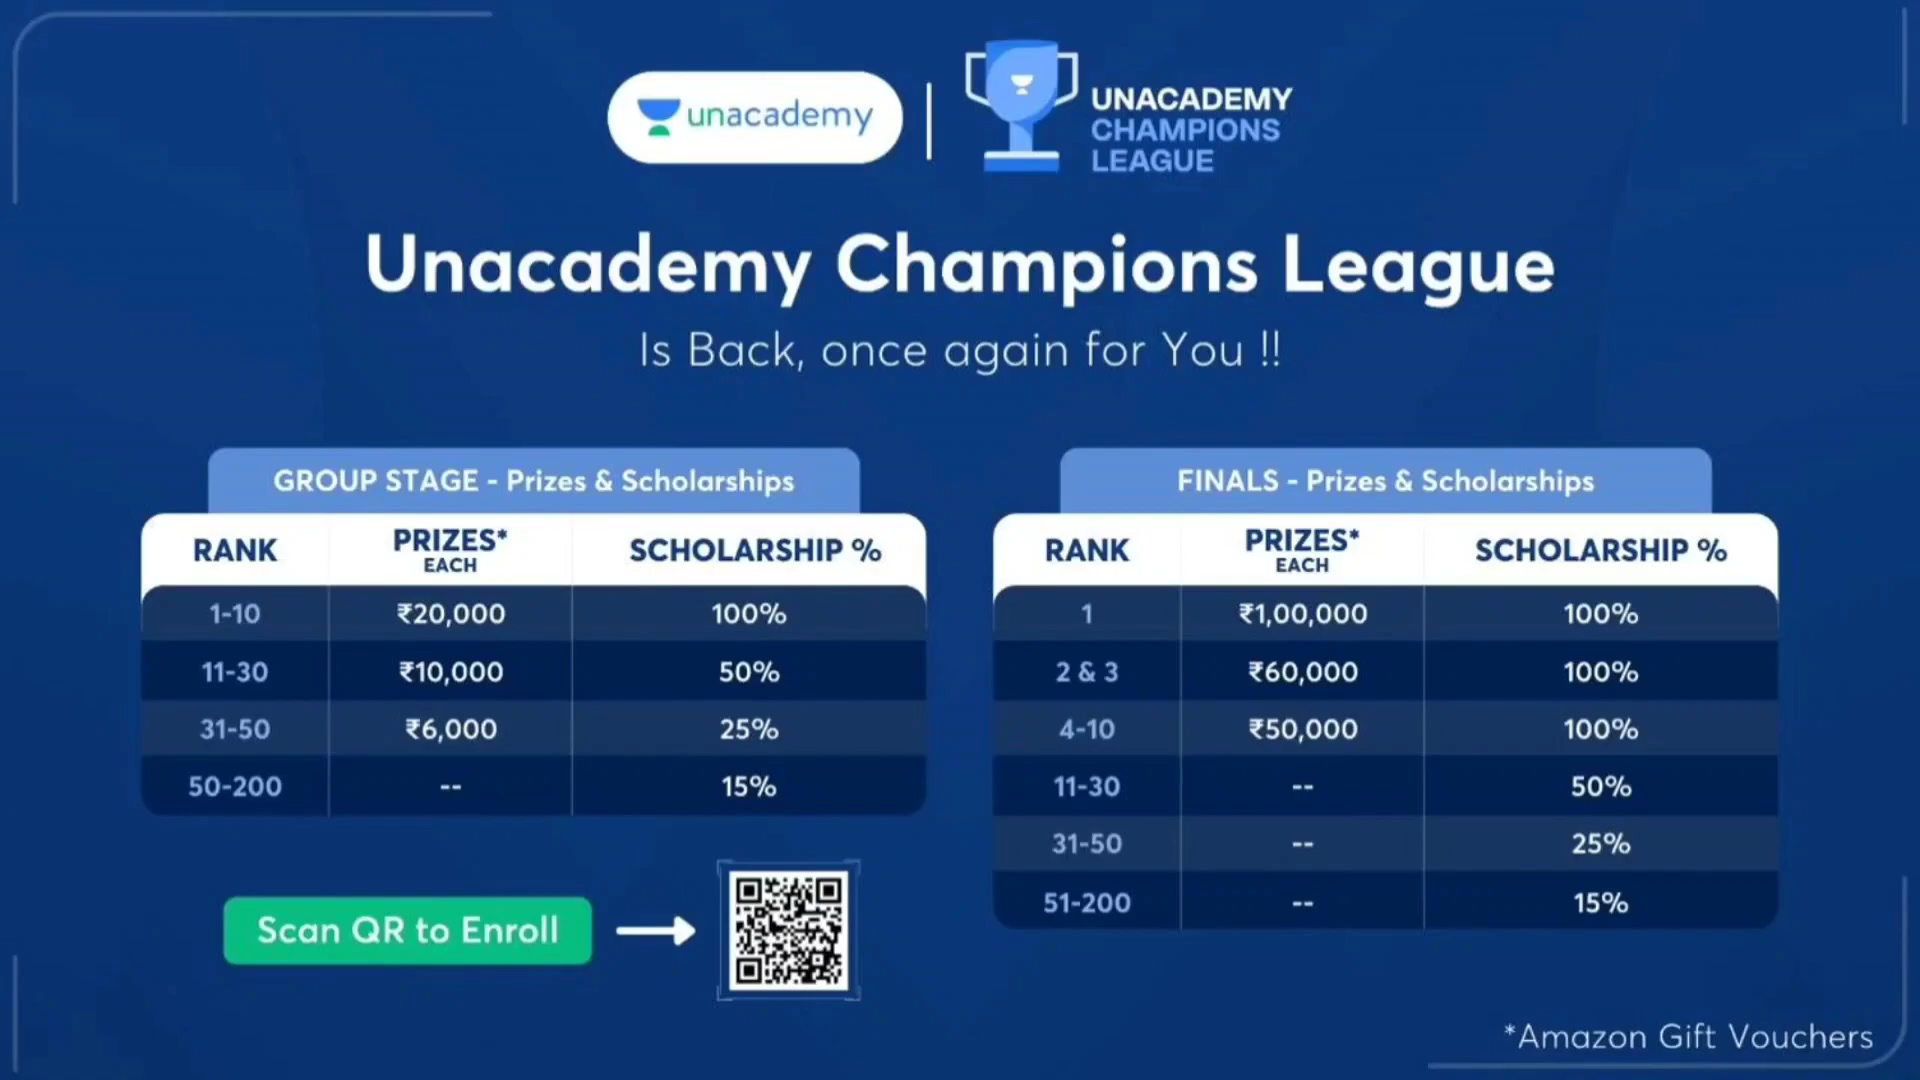 unacademy
UNACADEMY
CHAMPIONS
LEAGUE
Unacademy Champions League
Is Back, once again for You !!
GROUP STAGE - Prizes & Scholarships
RANK PRIZES* EACH SCHOLARSHIP %
1-10 ₹20,000 100%
11-30 ₹10,000 50%
31-50 ₹6,000 25%
50-200 -- 15%
Scan QR to Enroll
FINALS - Prizes & Scholarships
RANK PRIZES* EACH SCHOLARSHIP %
1 ₹1,00,000 100%
2 & 3 ₹60,000 100%
4-10 ₹50,000 100%
11-30 -- 50%
31-50 -- 25%
51-200 -- 15%
*Amazon Gift Vouchers